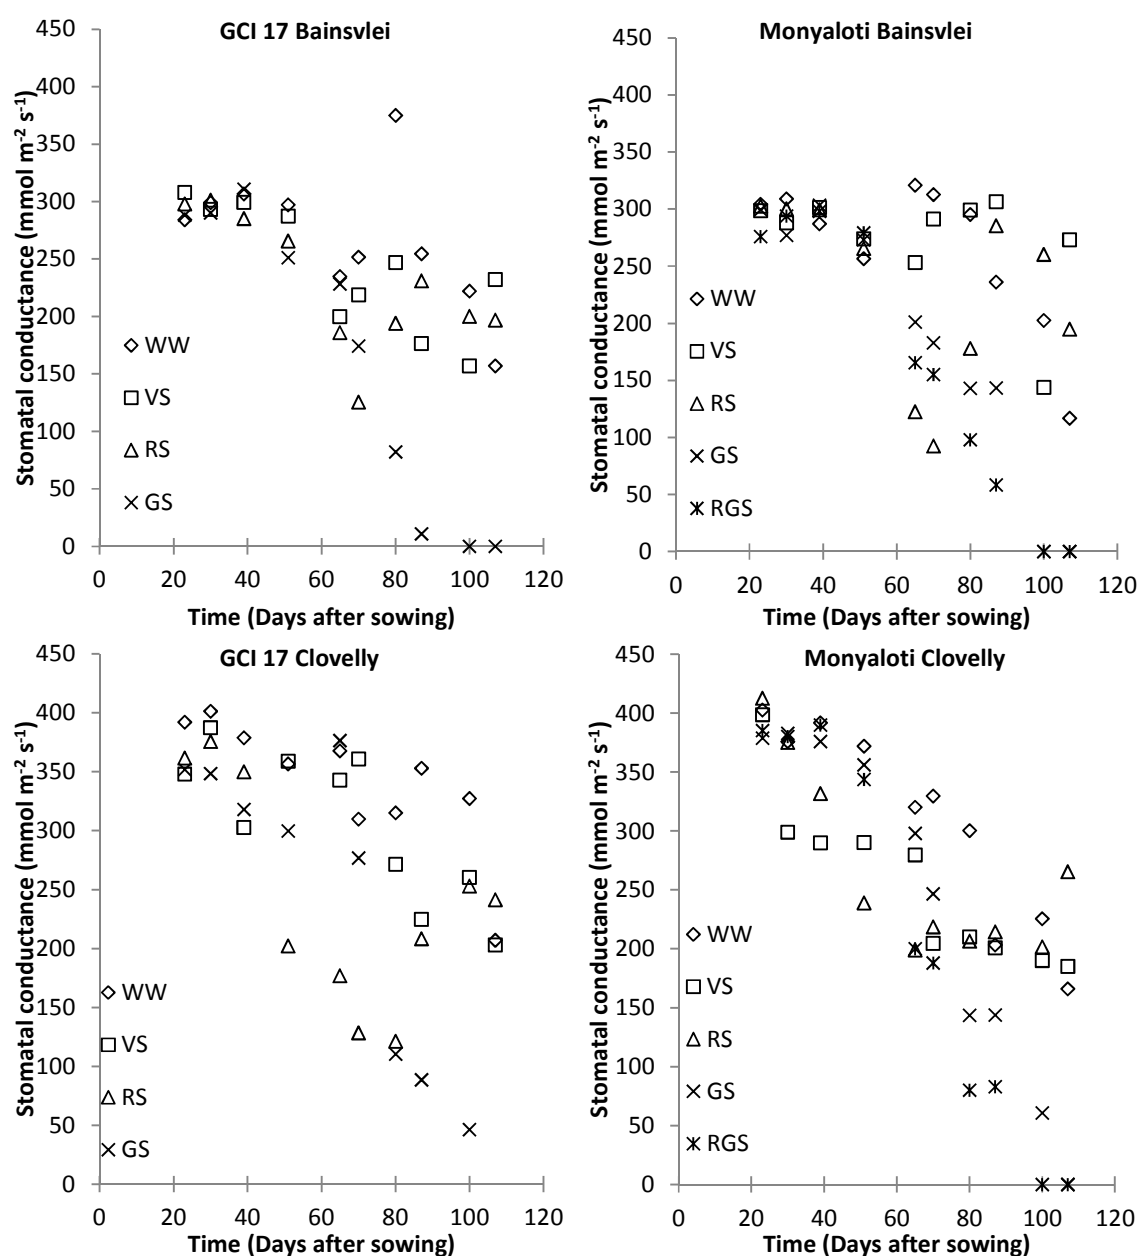 GCI 17 Bainsvlei
Stomatal conductance (mmol m⁻² s⁻¹)
450
400
350
300
250
200
150
100
50
0
WW
VS
RS
GS
0 20 40 60 80 100 120
Time (Days after sowing)
Monyaloti Bainsvlei
Stomatal conductance (mmol m⁻² s⁻¹)
450
400
350
300
250
200
150
100
50
0
WW
VS
RS
GS
RGS
0 20 40 60 80 100 120
Time (Days after sowing)
GCI 17 Clovelly
Stomatal conductance (mmol m⁻² s⁻¹)
450
400
350
300
250
200
150
100
50
0
WW
VS
RS
GS
0 20 40 60 80 100 120
Time (Days after sowing)
Monyaloti Clovelly
Stomatal conductance (mmol m⁻² s⁻¹)
450
400
350
300
250
200
150
100
50
0
WW
VS
RS
GS
RGS
0 20 40 60 80 100 120
Time (Days after sowing)